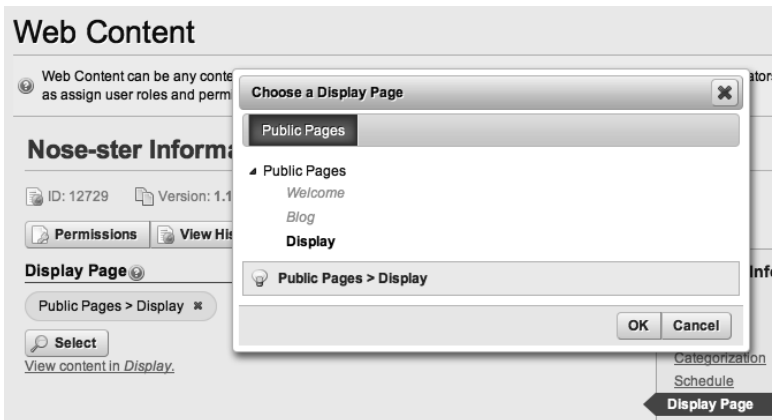 Web Content
Web Content can be any conte
as assign user roles and perm
Choose a Display Page
Public Pages
Public Pages
Welcome
Blog
Display
Public Pages > Display
OK Cancel
Nose-ster Informa
ID: 12729 Version: 1.1
Permissions View His
Display Page
Public Pages > Display
Select
View content in Display.
Info
Categorization
Schedule
Display Page